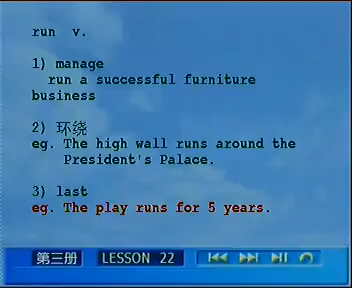 run v.
1) manage
run a successful furniture
business
2) 环绕
eg. The high wall runs around the
President's Palace.
3) last
eg. The play runs for 5 years.
第三册 LESSON 22